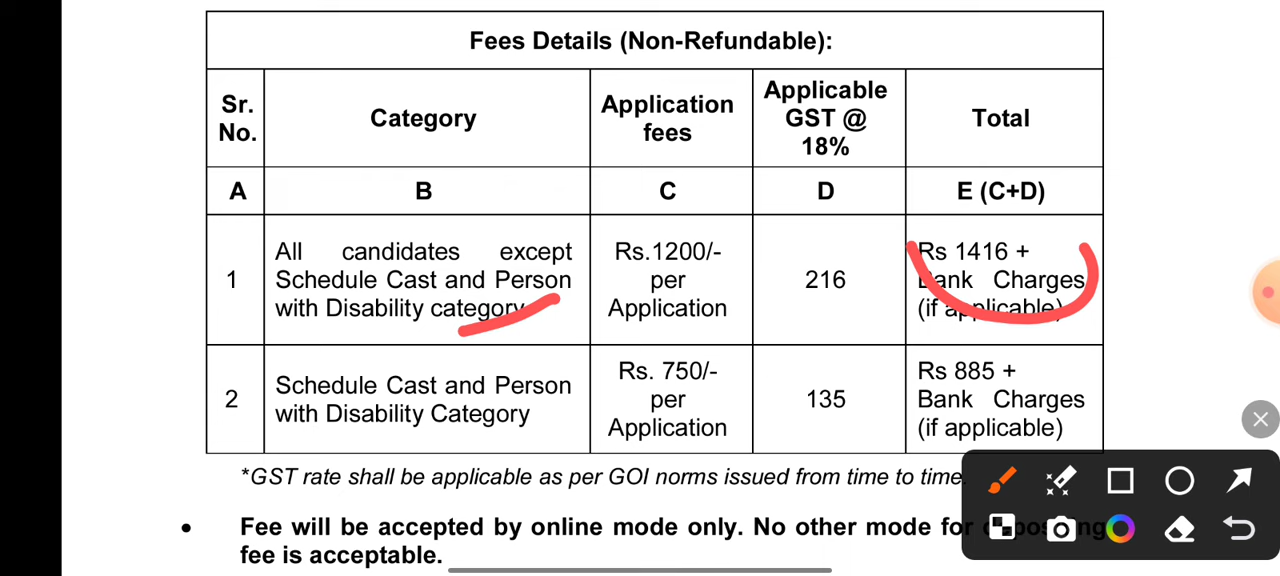 Fees Details (Non-Refundable):
Sr. No.
Category
Application fees
Applicable GST @ 18%
Total
A
B
C
D
E (C+D)
1
All candidates except
Schedule Cast and Person
with Disability category
Rs.1200/-
per
Application
216
Rs 1416 +
Bank Charges
(if applicable)
2
Schedule Cast and Person
with Disability Category
Rs. 750/-
per
Application
135
Rs 885 +
Bank Charges
(if applicable)
*GST rate shall be applicable as per GOI norms issued from time to time.
• Fee will be accepted by online mode only. No other mode for
fee is acceptable.